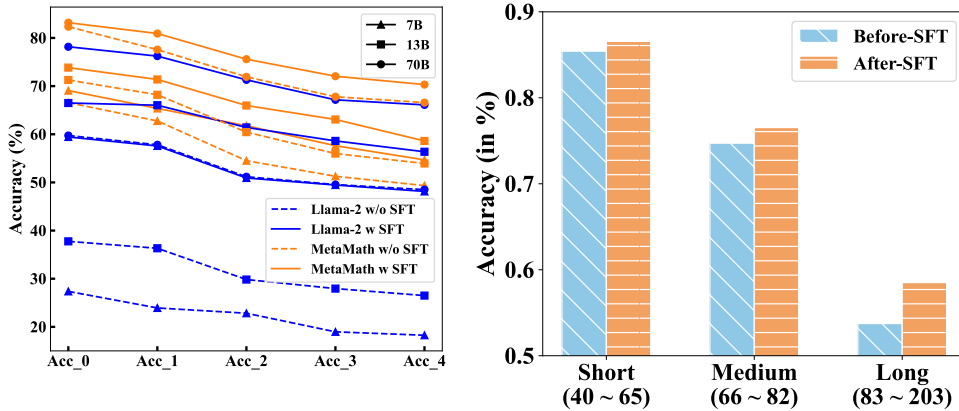 Accuracy (%)
80
70
60
50
40
30
20
Acc_0 Acc_1 Acc_2 Acc_3 Acc_4
7B
13B
70B
Llama-2 w/o SFT
Llama-2 w SFT
MetaMath w/o SFT
MetaMath w SFT
Accuracy (in %)
0.9
0.8
0.7
0.6
0.5
Before-SFT
After-SFT
Short Medium Long
(40 ~ 65) (66 ~ 82) (83 ~ 203)